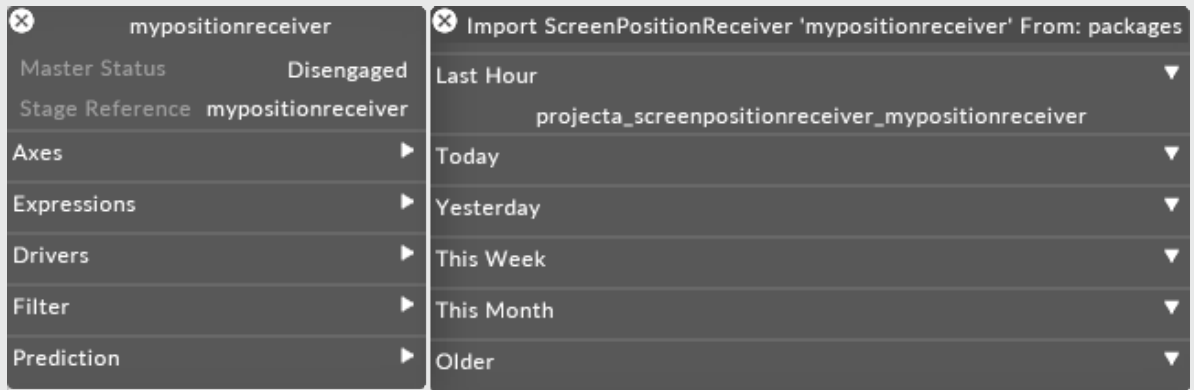 mypositionreceiver
Master Status Disengaged
Stage Reference mypositionreceiver
Axes
Expressions
Drivers
Filter
Prediction
Import ScreenPositionReceiver 'mypositionreceiver' From: packages
Last Hour
projecta_screenpositionreceiver_mypositionreceiver
Today
Yesterday
This Week
This Month
Older